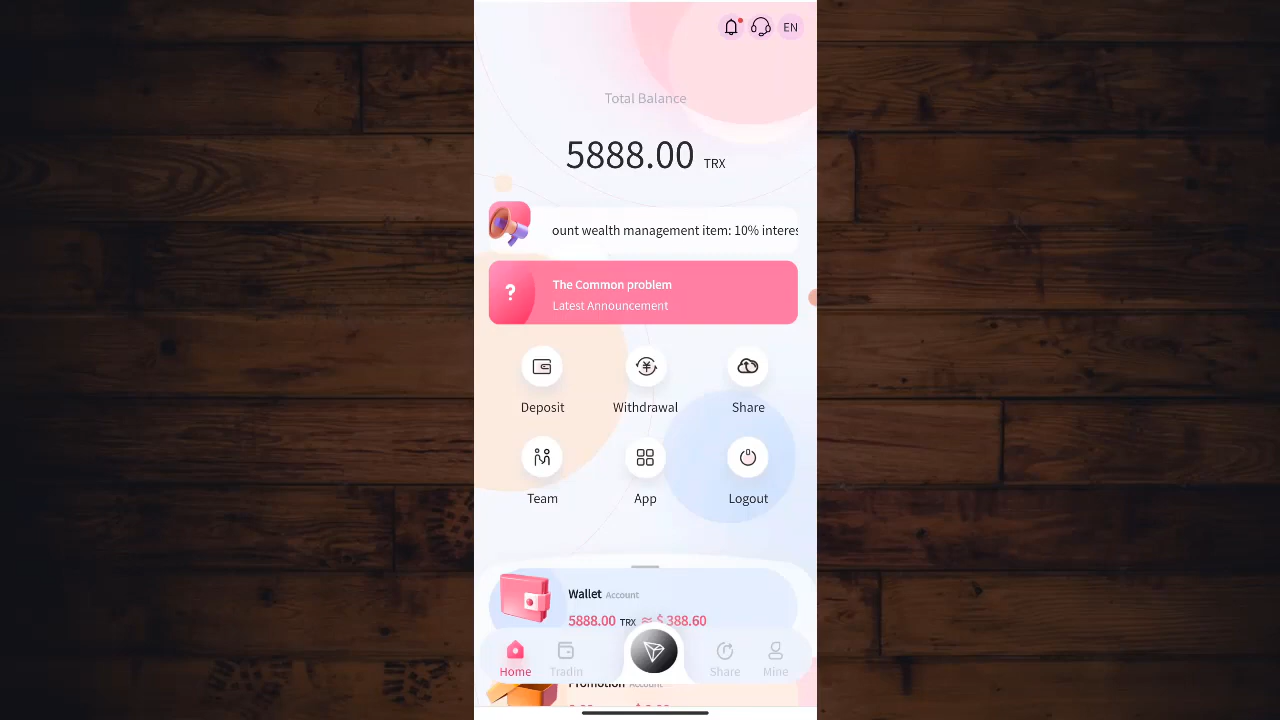 EN
Total Balance
5888.00 TRX
ount wealth management item: 10% interes
?
The Common problem
Latest Announcement
Deposit
Withdrawal
Share
Team
App
Logout
Wallet Account
5888.00 TRX ≈ $ 388.60
Home
Tradin
Share
Mine
Promotion Account